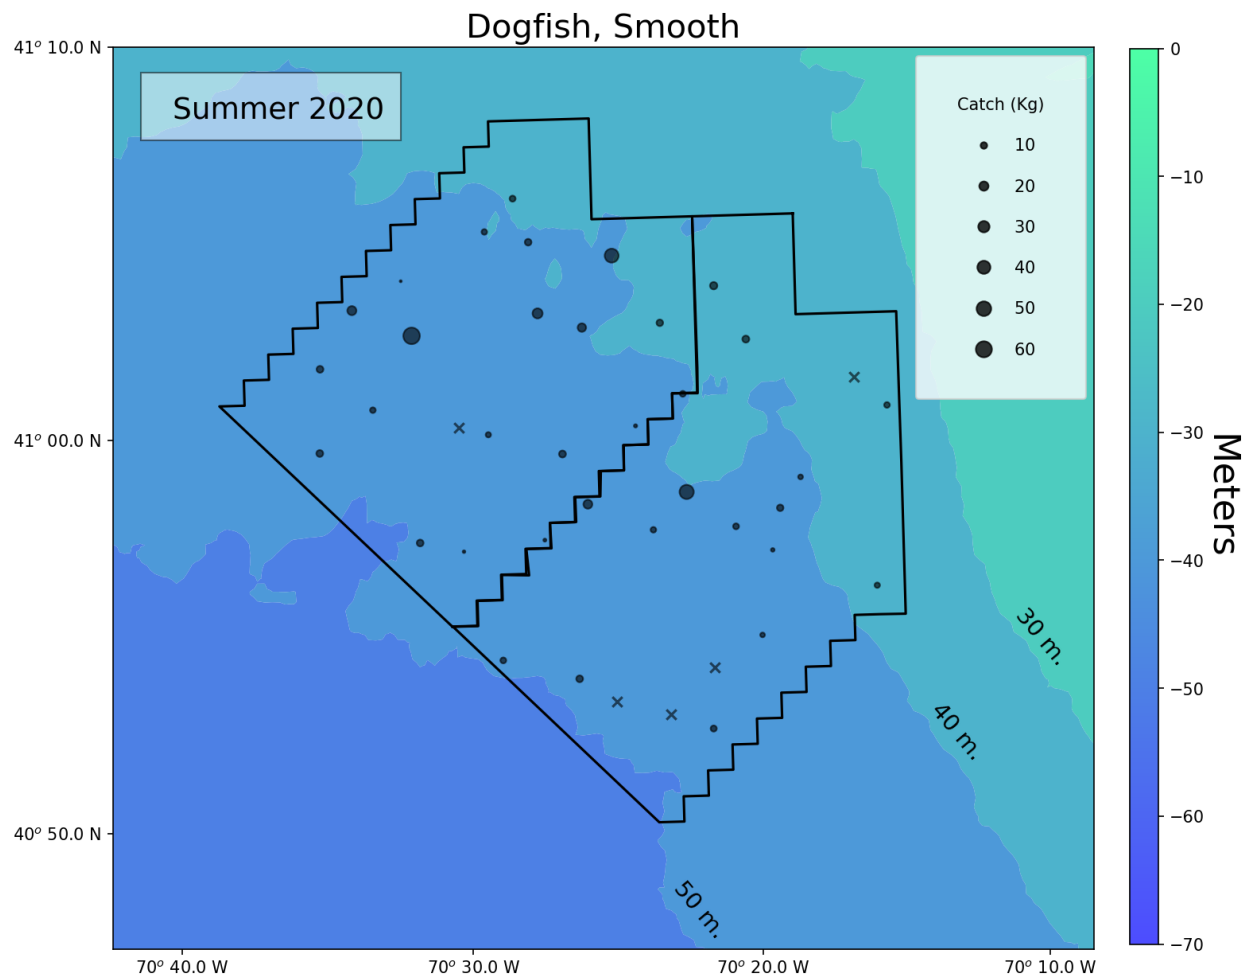 Dogfish, Smooth
41° 10.0 N
Summer 2020
Catch (Kg)
10
20
30
40
50
60
41° 00.0 N
40° 50.0 N
30 m.
40 m.
50 m.
70° 40.0 W
70° 30.0 W
70° 20.0 W
70° 10.0 W
0
−10
−20
−30
−40
−50
−60
−70
Meters